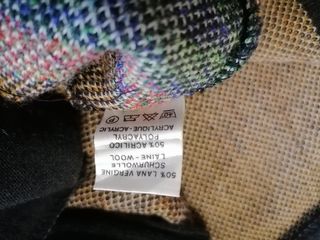 50% LANA VERGINE
SCHURWOLLE
LAINE - WOOL
50% ACRILICO
POLYACRYL
ACRYLIQUE-ACRYLIC